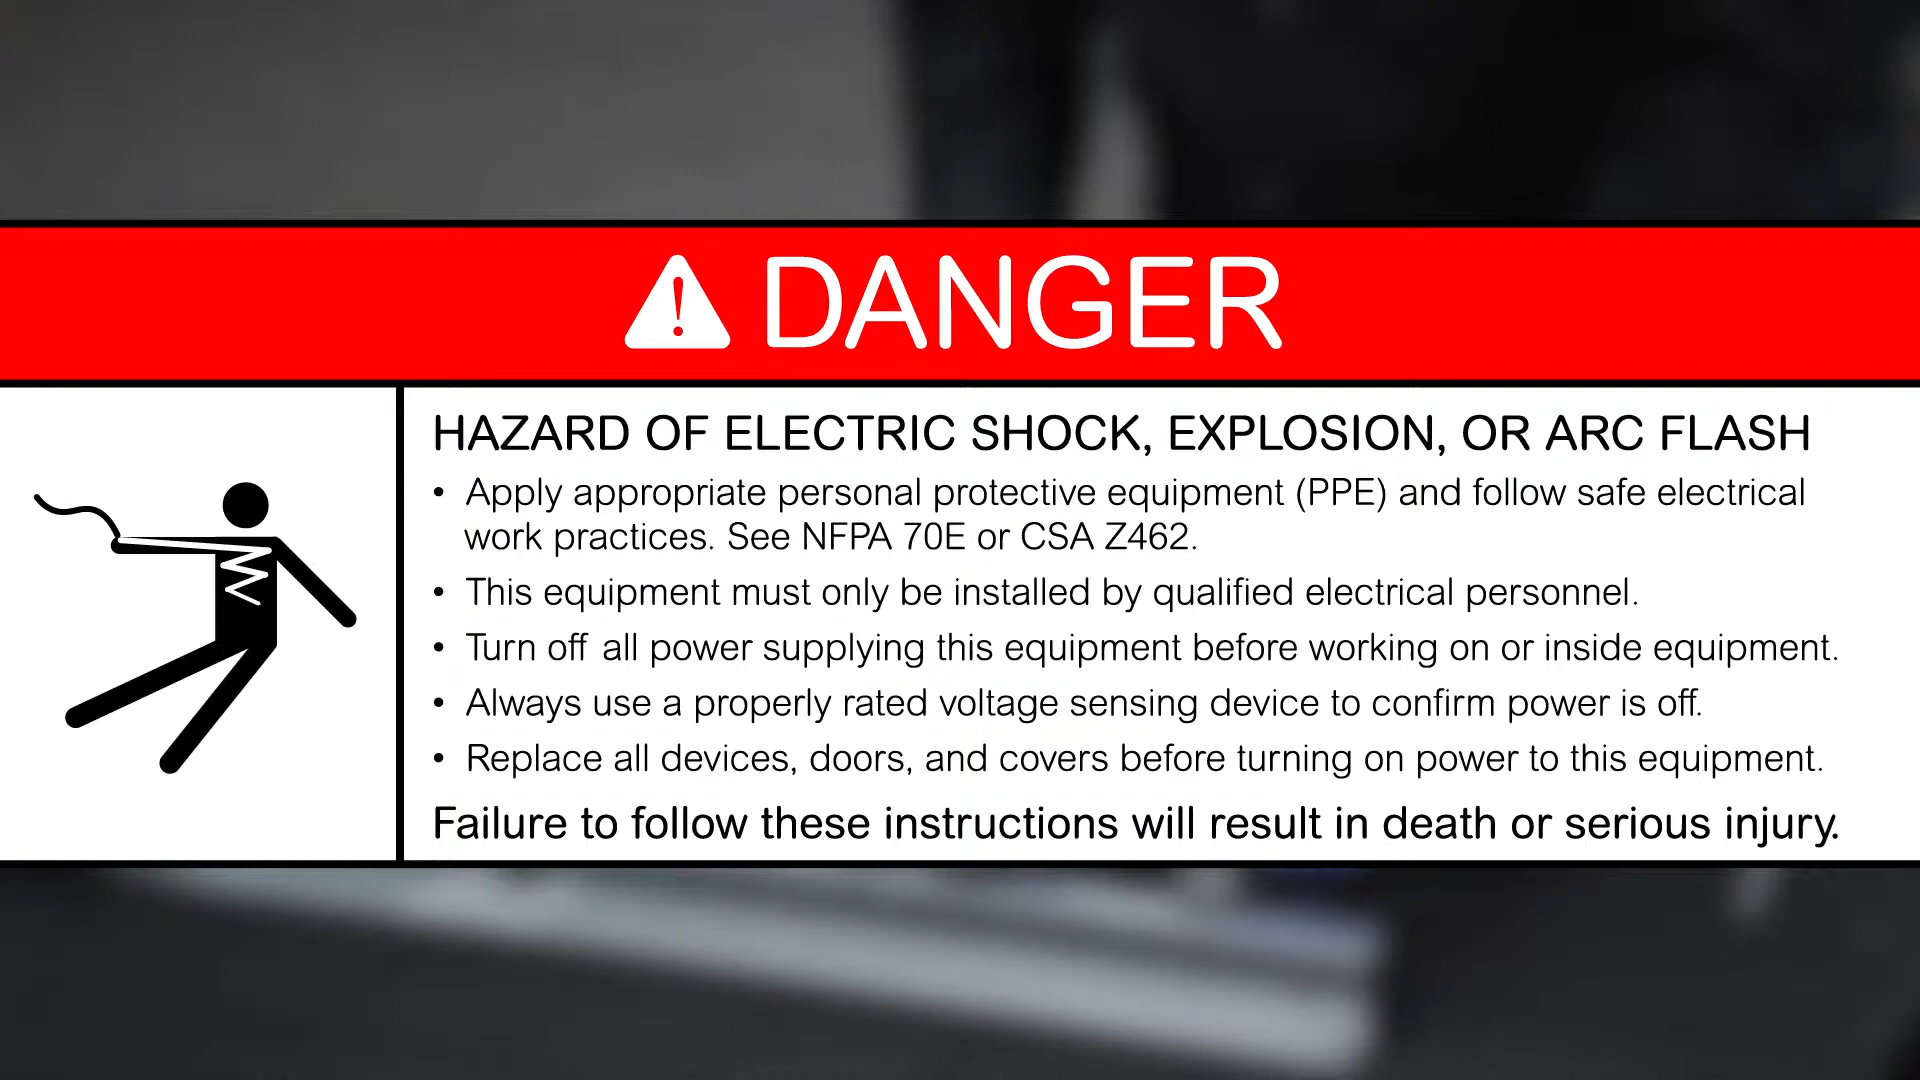 DANGER
HAZARD OF ELECTRIC SHOCK, EXPLOSION, OR ARC FLASH
• Apply appropriate personal protective equipment (PPE) and follow safe electrical
work practices. See NFPA 70E or CSA Z462.
• This equipment must only be installed by qualified electrical personnel.
• Turn off all power supplying this equipment before working on or inside equipment.
• Always use a properly rated voltage sensing device to confirm power is off.
• Replace all devices, doors, and covers before turning on power to this equipment.
Failure to follow these instructions will result in death or serious injury.